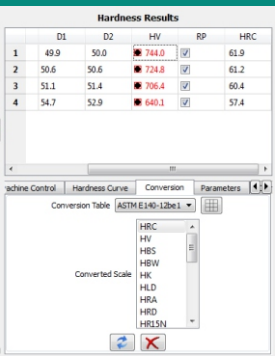 Hardness Results
D1 D2 HV RP HRC
1 49.9 50.0 744.0 61.9
2 50.6 50.6 724.8 61.2
3 51.1 51.4 706.4 60.4
4 54.7 52.9 640.1 57.4
achine Control Hardness Curve Conversion Parameters
Conversion Table ASTM E140-12be1
Converted Scale
HRC
HV
HBS
HBW
HK
HLD
HRA
HRD
HR15N